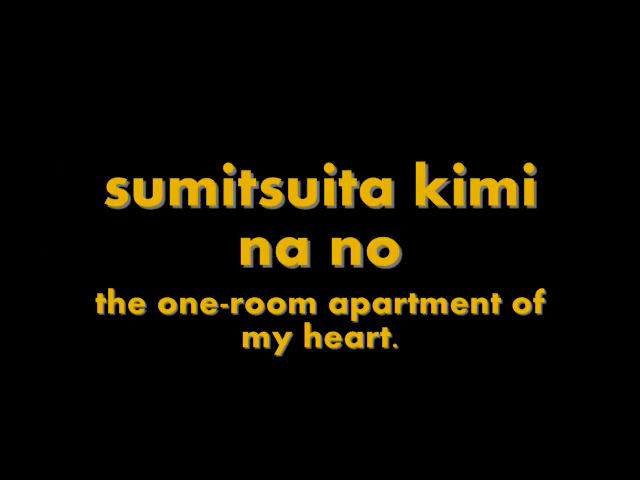 sumitsuita kimi
na no
the one-room apartment of
my heart.